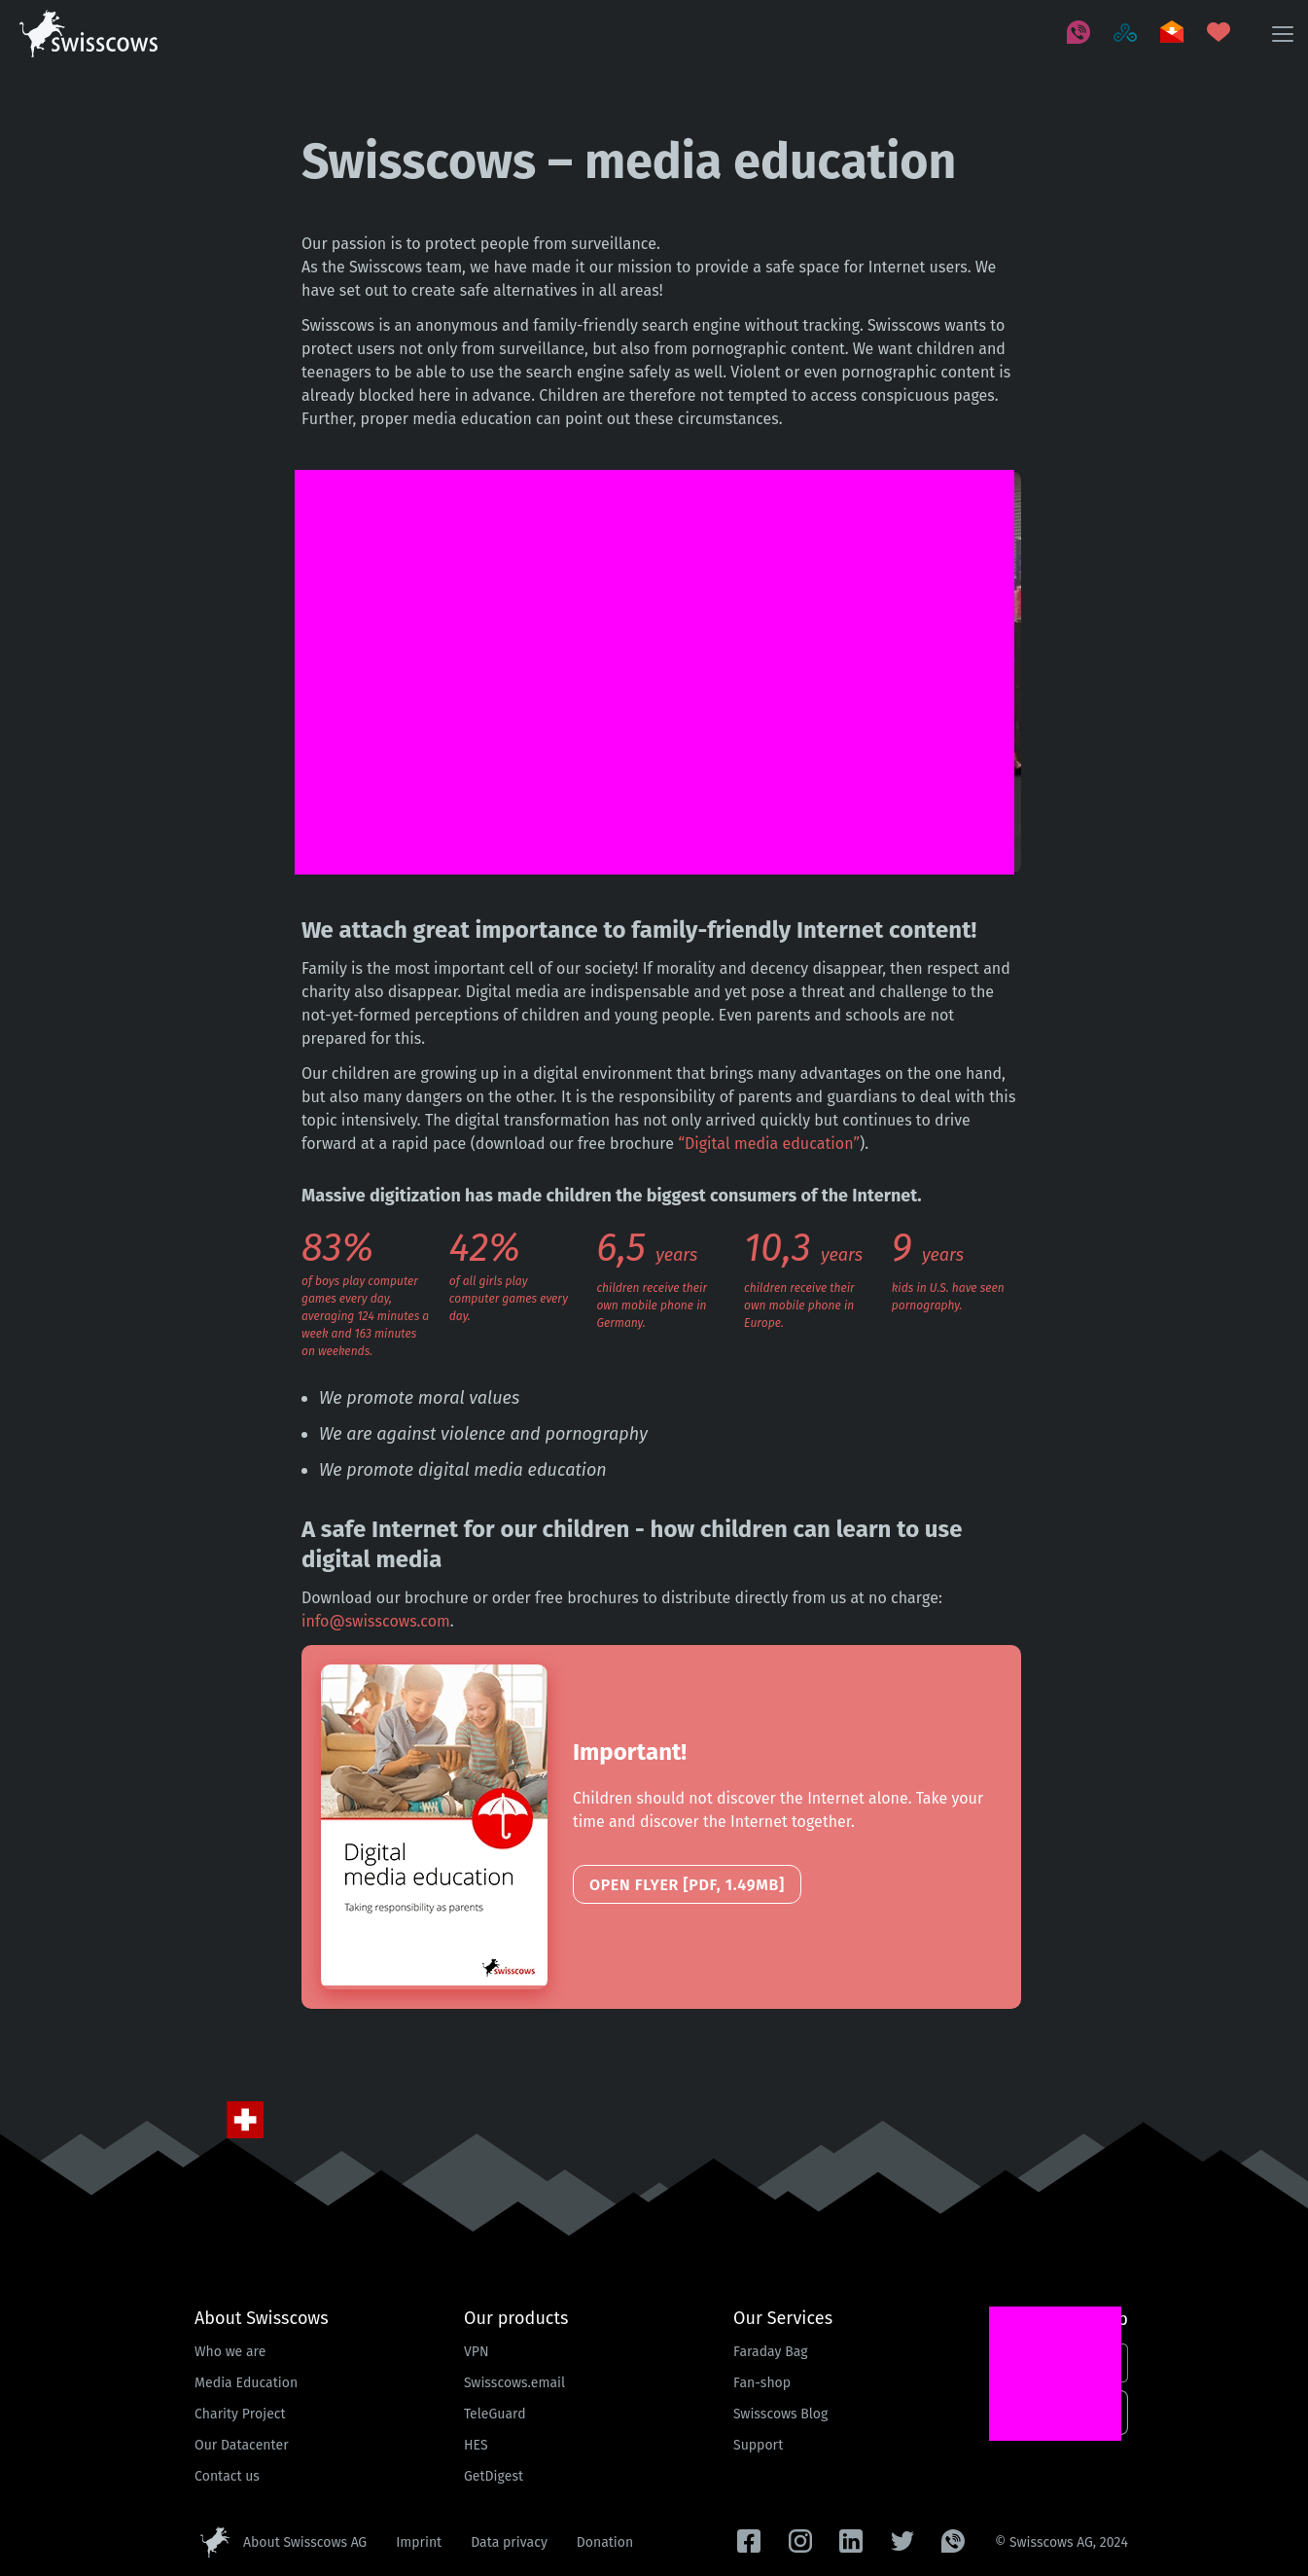 swisscows
Swisscows – media education
Our passion is to protect people from surveillance.
As the Swisscows team, we have made it our mission to provide a safe space for Internet users. We
have set out to create safe alternatives in all areas!
Swisscows is an anonymous and family-friendly search engine without tracking. Swisscows wants to
protect users not only from surveillance, but also from pornographic content. We want children and
teenagers to be able to use the search engine safely as well. Violent or even pornographic content is
already blocked here in advance. Children are therefore not tempted to access conspicuous pages.
Further, proper media education can point out these circumstances.
We attach great importance to family-friendly Internet content!
Family is the most important cell of our society! If morality and decency disappear, then respect and
charity also disappear. Digital media are indispensable and yet pose a threat and challenge to the
not-yet-formed perceptions of children and young people. Even parents and schools are not
prepared for this.
Our children are growing up in a digital environment that brings many advantages on the one hand,
but also many dangers on the other. It is the responsibility of parents and guardians to deal with this
topic intensively. The digital transformation has not only arrived quickly but continues to drive
forward at a rapid pace (download our free brochure “Digital media education”).
Massive digitization has made children the biggest consumers of the Internet.
83%
of boys play computer
games every day,
averaging 124 minutes a
week and 163 minutes
on weekends.
42%
of all girls play
computer games every
day.
6,5 years
children receive their
own mobile phone in
Germany.
10,3 years
children receive their
own mobile phone in
Europe.
9 years
kids in U.S. have seen
pornography.
• We promote moral values
• We are against violence and pornography
• We promote digital media education
A safe Internet for our children - how children can learn to use
digital media
Download our brochure or order free brochures to distribute directly from us at no charge:
info@swisscows.com.
Digital
media education
Taking responsibility as parents
swisscows
Important!
Children should not discover the Internet alone. Take your
time and discover the Internet together.
OPEN FLYER [PDF, 1.49MB]
About Swisscows
Who we are
Media Education
Charity Project
Our Datacenter
Contact us
Our products
VPN
Swisscows.email
TeleGuard
HES
GetDigest
Our Services
Faraday Bag
Fan-shop
Swisscows Blog
Support
About Swisscows AG
Imprint
Data privacy
Donation
© Swisscows AG, 2024